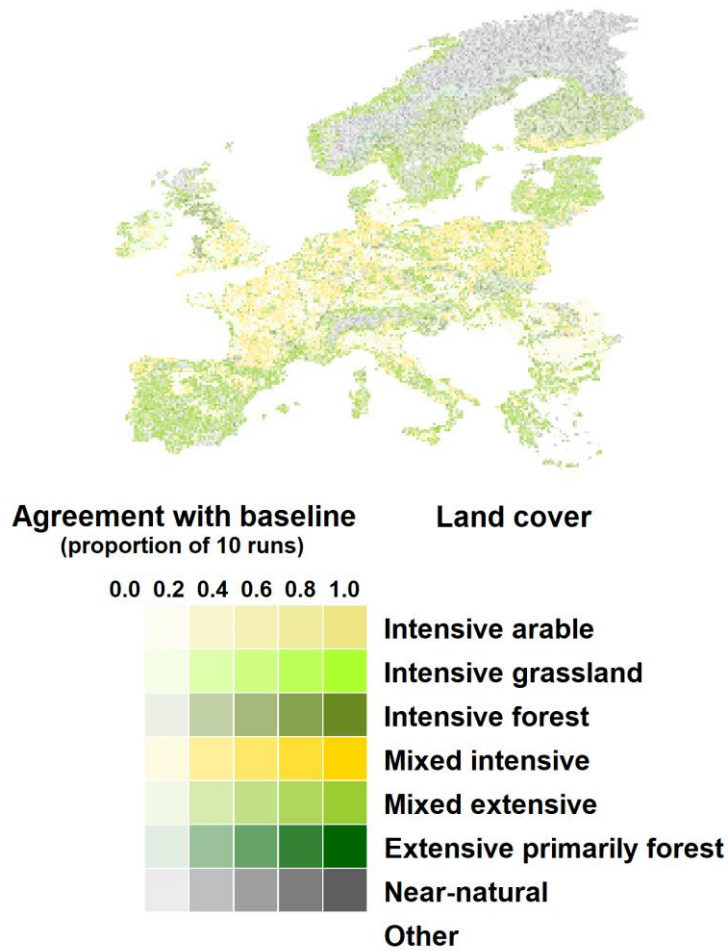 Agreement with baseline
(proportion of 10 runs)
Land cover
0.0 0.2 0.4 0.6 0.8 1.0
Intensive arable
Intensive grassland
Intensive forest
Mixed intensive
Mixed extensive
Extensive primarily forest
Near-natural
Other